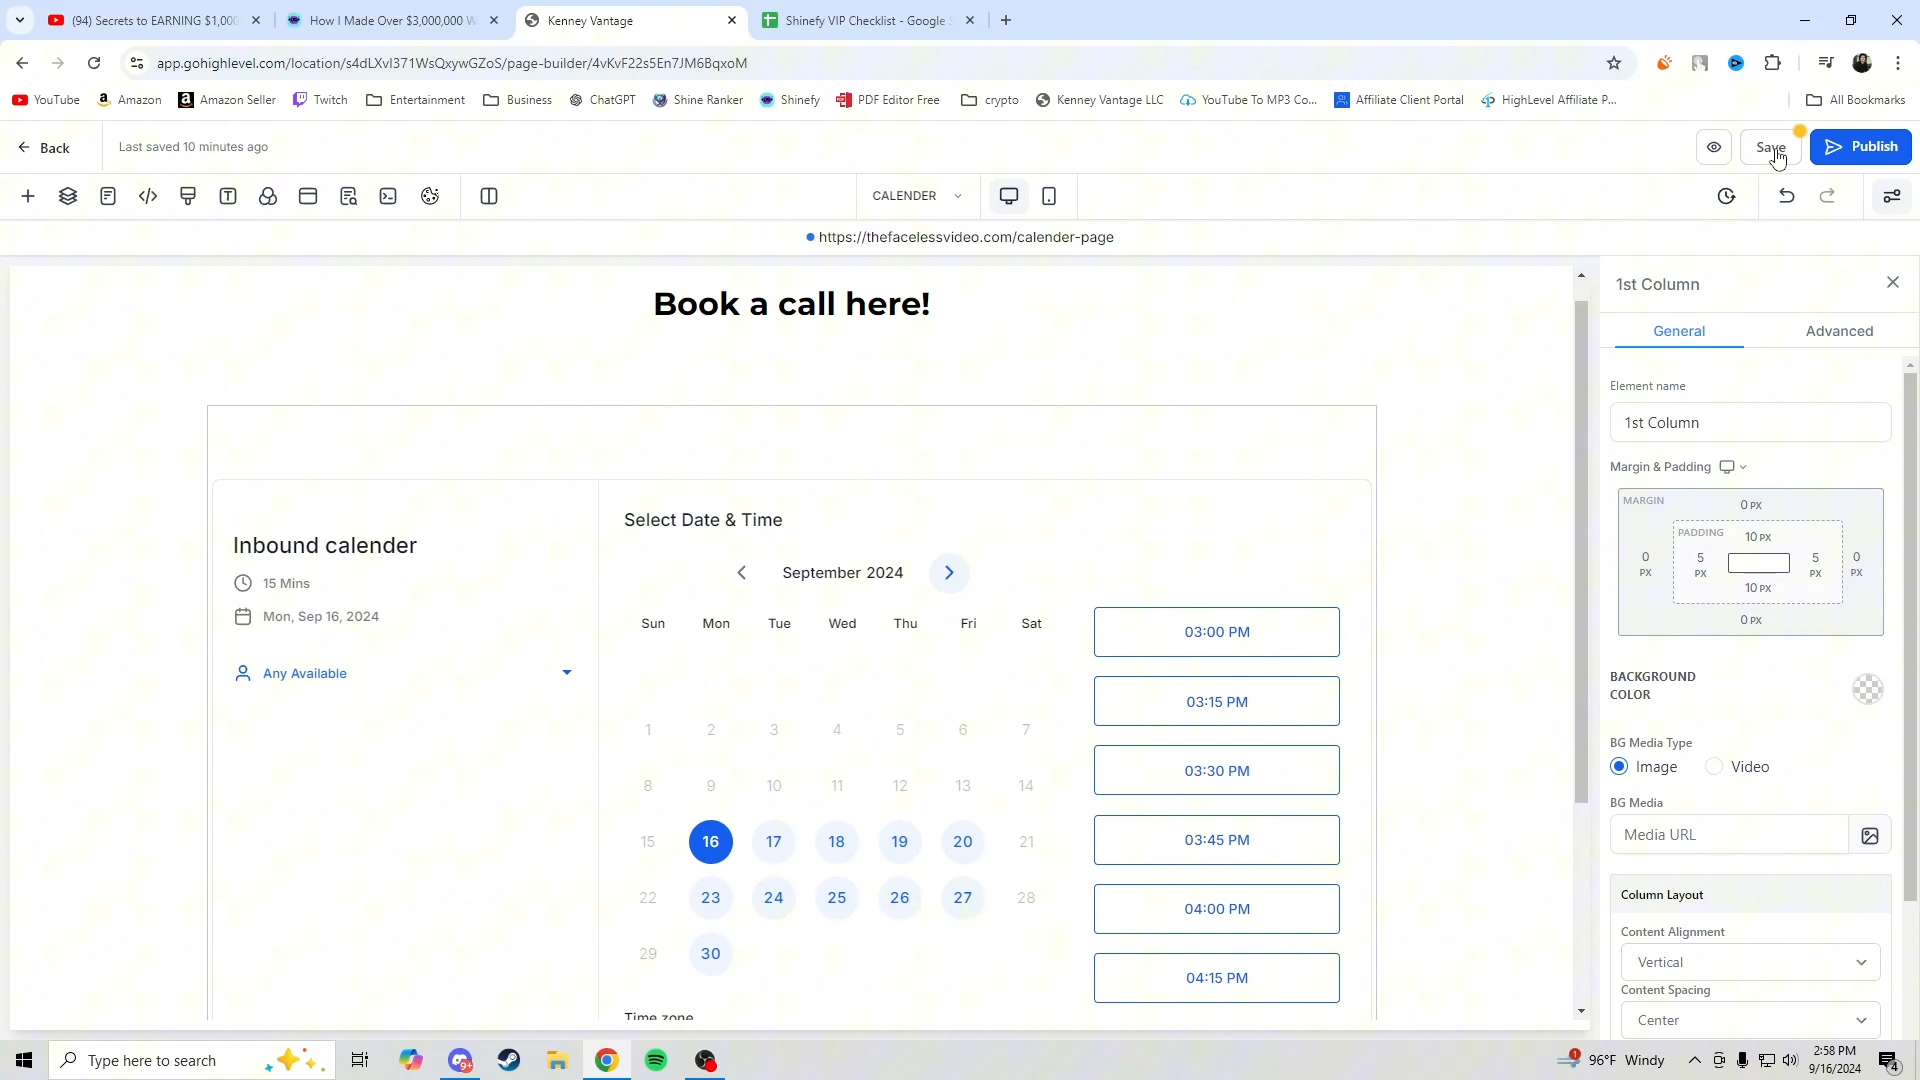 (94) Secrets to EARNING $1,000
How I Made Over $3,000,000 W
Kenney Vantage
Shinefy VIP Checklist - Google S
app.gohighlevel.com/location/s4dLXvI371WsQxywGZoS/page-builder/4vKvF22s5En7JM6BqxoM
YouTube
Amazon
Amazon Seller
Twitch
Entertainment
Business
ChatGPT
Shine Ranker
Shinefy
PDF Editor Free
crypto
Kenney Vantage LLC
YouTube To MP3 Co...
Affiliate Client Portal
HighLevel Affiliate P...
All Bookmarks
Back
Last saved 10 minutes ago
Save
Publish
CALENDER
https://thefacelessvideo.com/calender-page
Book a call here!
Inbound calender
15 Mins
Mon, Sep 16, 2024
Any Available
Select Date & Time
September 2024
Sun Mon Tue Wed Thu Fri Sat
1 2 3 4 5 6 7
8 9 10 11 12 13 14
15 16 17 18 19 20 21
22 23 24 25 26 27 28
29 30
Time zone
03:00 PM
03:15 PM
03:30 PM
03:45 PM
04:00 PM
04:15 PM
1st Column
General
Advanced
Element name
1st Column
Margin & Padding
MARGIN
0 PX
PADDING
10 PX
0 PX
5 PX
5 PX
0 PX
10 PX
0 PX
BACKGROUND
COLOR
BG Media Type
Image
Video
BG Media
Media URL
Column Layout
Content Alignment
Vertical
Content Spacing
Center
Type here to search
9+
1
96°F Windy
2:58 PM
9/16/2024
4